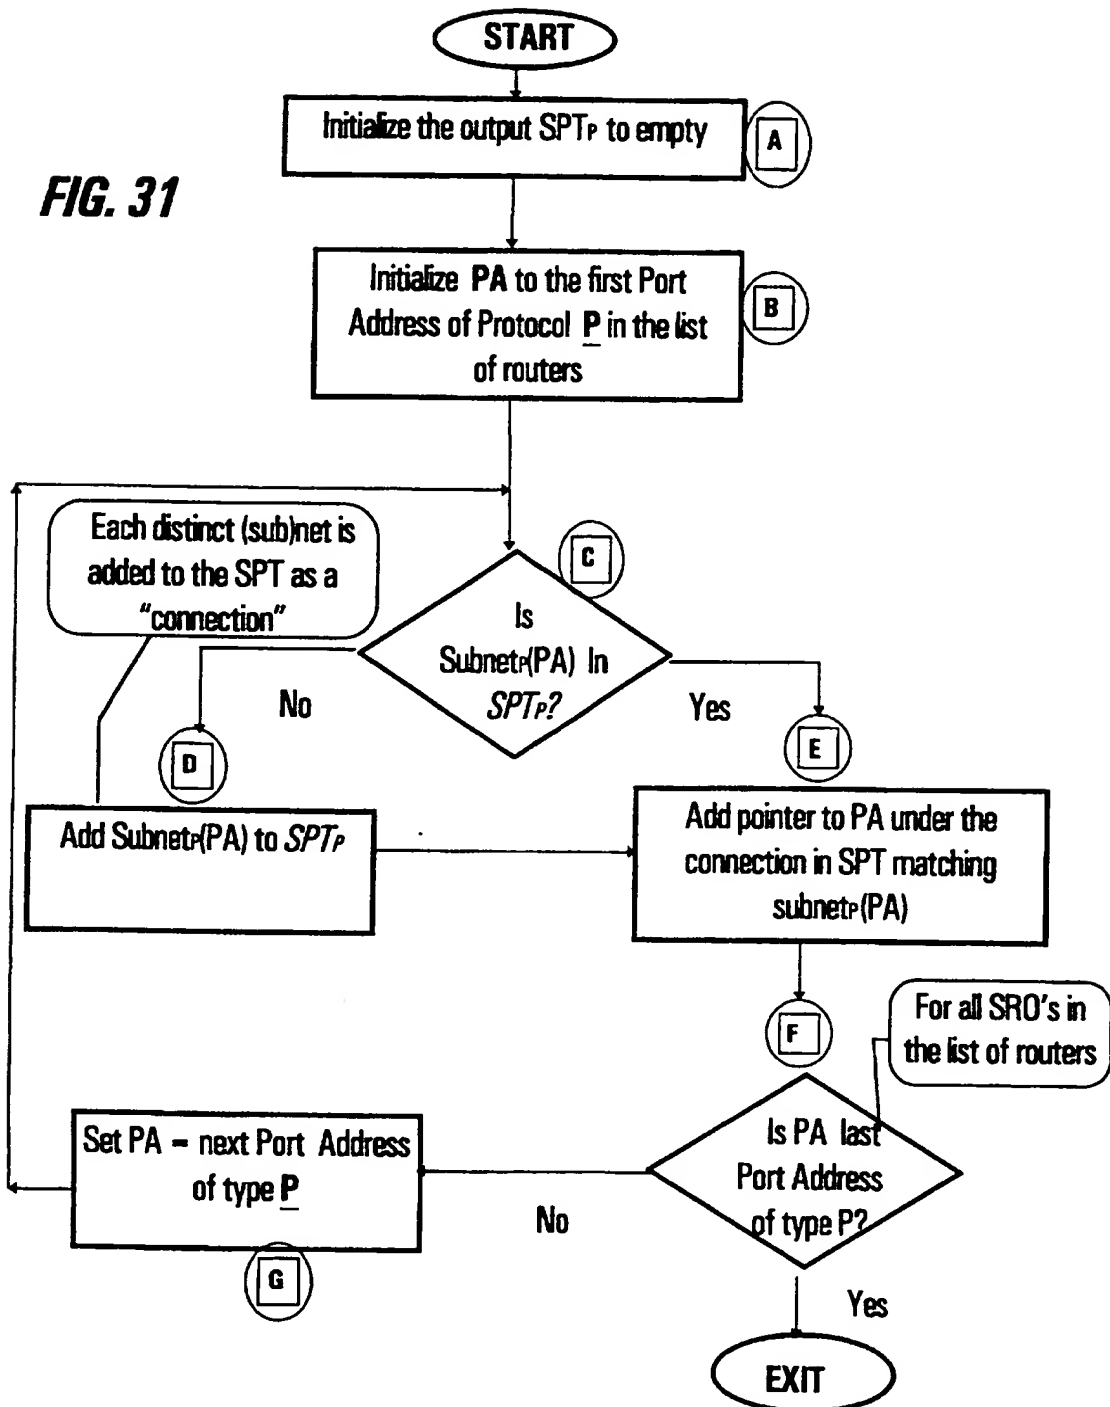 START
Initialize the output SPTP to empty
A
FIG. 31
Initialize PA to the first Port
Address of Protocol P in the list
of routers
B
Each distinct (sub)net is
added to the SPT as a
"connection"
C
Is
SubnetP(PA) In
SPTP?
No
Yes
D
E
Add SubnetP(PA) to SPTP
Add pointer to PA under the
connection in SPT matching
subnetP(PA)
F
For all SRO's in
the list of routers
Set PA = next Port Address
of type P
Is PA last
Port Address
of type P?
No
G
Yes
EXIT